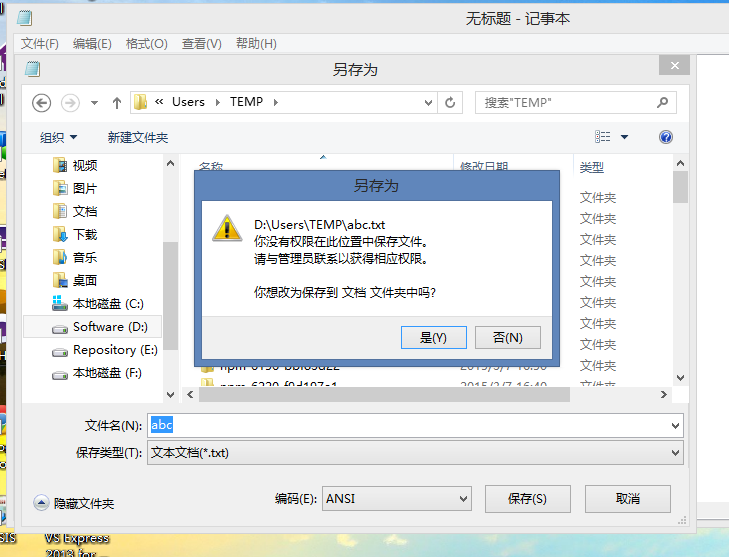 无标题 - 记事本
文件(F) 编辑(E) 格式(O) 查看(V) 帮助(H)
另存为
« Users TEMP
搜索"TEMP"
组织 新建文件夹
名称 修改日期 类型
视频
图片
文档
下载
音乐
桌面
本地磁盘 (C:)
Software (D:)
Repository (E:)
本地磁盘 (F:)
文件夹
文件夹
文件夹
文件夹
文件夹
文件夹
文件夹
文件夹
文件夹
文件夹
另存为
D:\Users\TEMP\abc.txt
你没有权限在此位置中保存文件。
请与管理员联系以获得相应权限。
你想改为保存到 文档 文件夹中吗?
是(Y) 否(N)
文件名(N): abc
保存类型(T): 文本文档(*.txt)
隐藏文件夹
编码(E): ANSI
保存(S) 取消
VS Express
2013 for ...